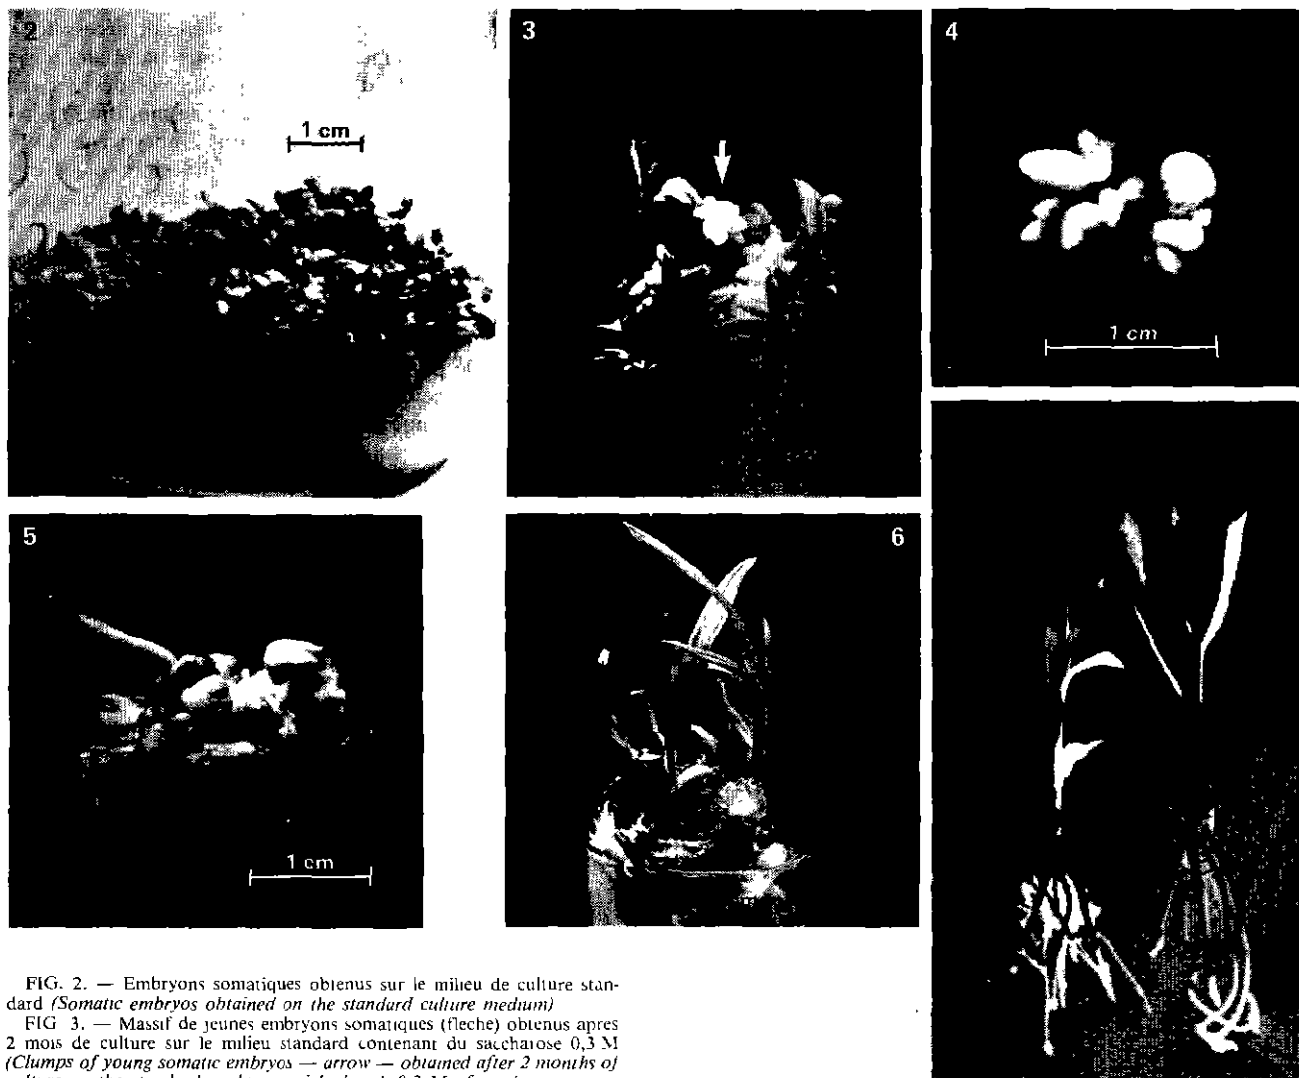 2
1 cm
3
4
1 cm
5
1 cm
6
FIG. 2. — Embryons somatiques obtenus sur le milieu de culture stan-
dard (Somatic embryos obtained on the standard culture medium)
FIG 3. — Massif de jeunes embryons somatiques (fleche) obtenus apres
2 mois de culture sur le milieu standard contenant du saccharose 0,3 M
(Clumps of young somatic embryos — arrow — obtained after 2 months of